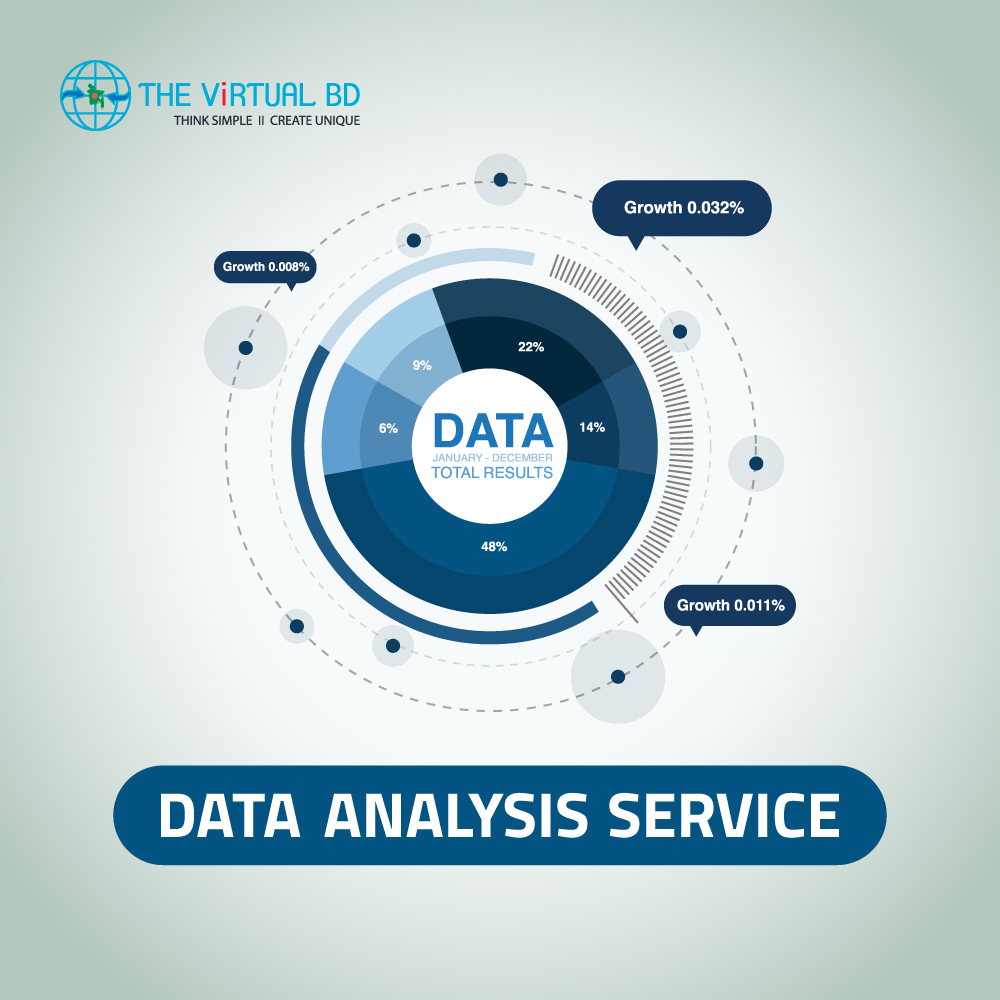 THE ViRTUAL BD
THINK SIMPLE II CREATE UNIQUE
Growth 0.032%
Growth 0.008%
22%
9%
14%
6%
DATA
JANUARY - DECEMBER
TOTAL RESULTS
48%
Growth 0.011%
DATA ANALYSIS SERVICE